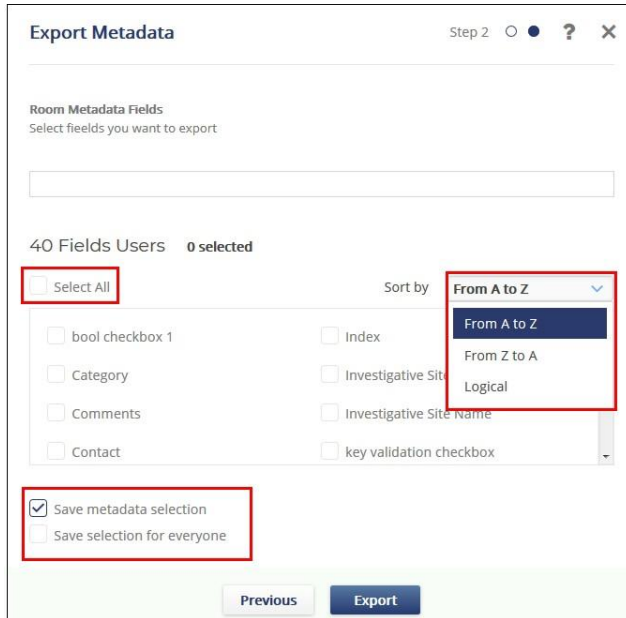 Export Metadata
Step 2
?
Room Metadata Fields
Select fieelds you want to export
40 Fields Users 0 selected
Select All
Sort by
From A to Z
From A to Z
From Z to A
Logical
bool checkbox 1
Index
Category
Investigative Site
Comments
Investigative Site Name
Contact
key validation checkbox
Save metadata selection
Save selection for everyone
Previous
Export